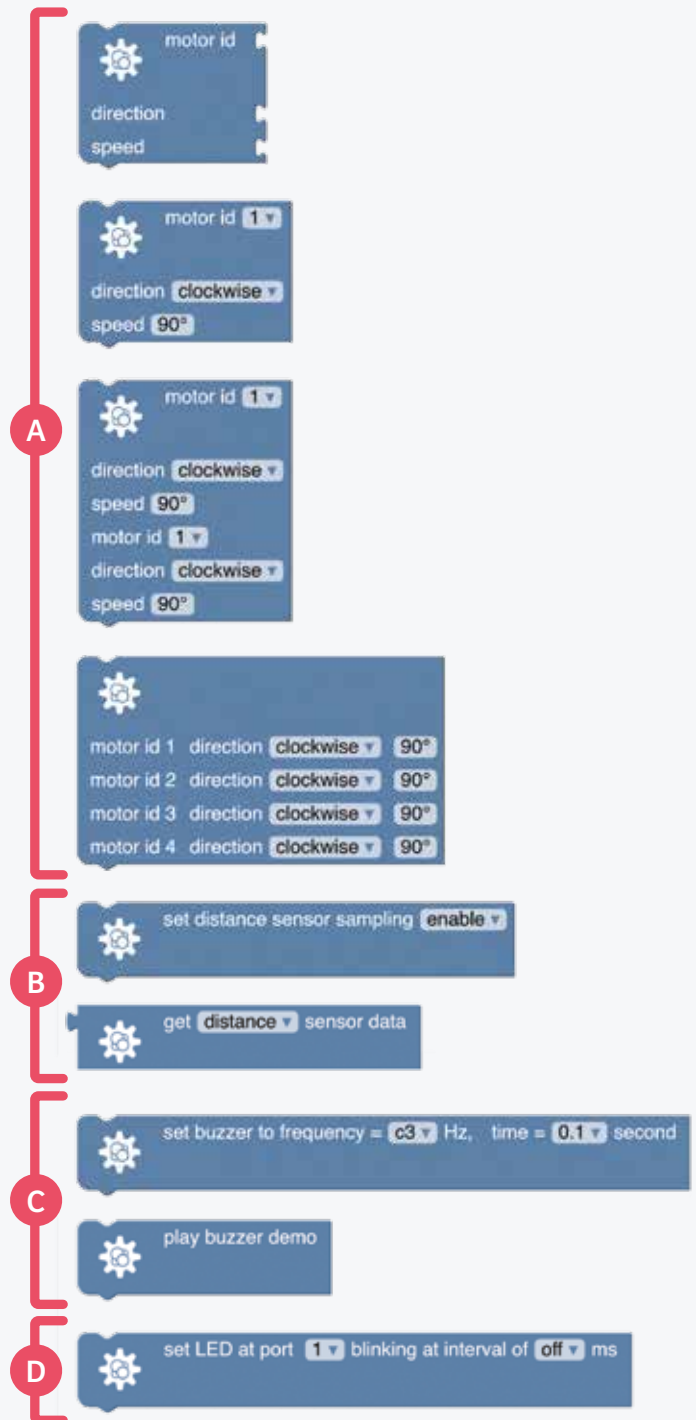 motor id
direction
speed
motor id 1
direction clockwise
speed 90°
A
motor id 1
direction clockwise
speed 90°
motor id 1
direction clockwise
speed 90°
motor id 1 direction clockwise 90°
motor id 2 direction clockwise 90°
motor id 3 direction clockwise 90°
motor id 4 direction clockwise 90°
B
set distance sensor sampling enable
get distance sensor data
C
set buzzer to frequency = c3 Hz, time = 0.1 second
play buzzer demo
D
set LED at port 1 blinking at interval of off ms